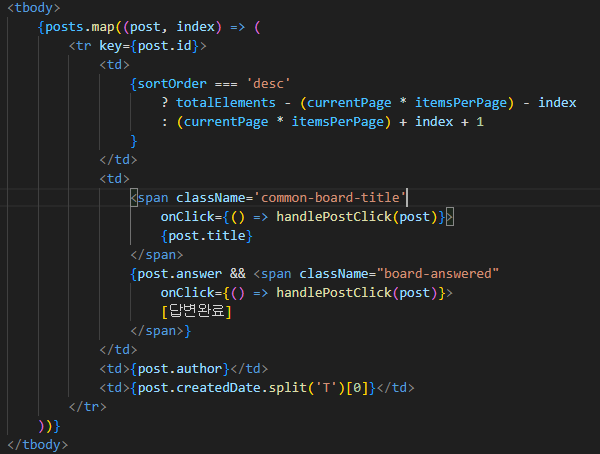 <tbody>
{posts.map((post, index) => (
<tr key={post.id}>
<td>
{sortOrder === 'desc'
? totalElements - (currentPage * itemsPerPage) - index
: (currentPage * itemsPerPage) + index + 1
}
</td>
<td>
<span className='common-board-title'
onClick={() => handlePostClick(post)}>
{post.title}
</span>
{post.answer && <span className="board-answered"
onClick={() => handlePostClick(post)}>
[답변완료]
</span>}
</td>
<td>{post.author}</td>
<td>{post.createdDate.split('T')[0]}</td>
</tr>
))}
</tbody>